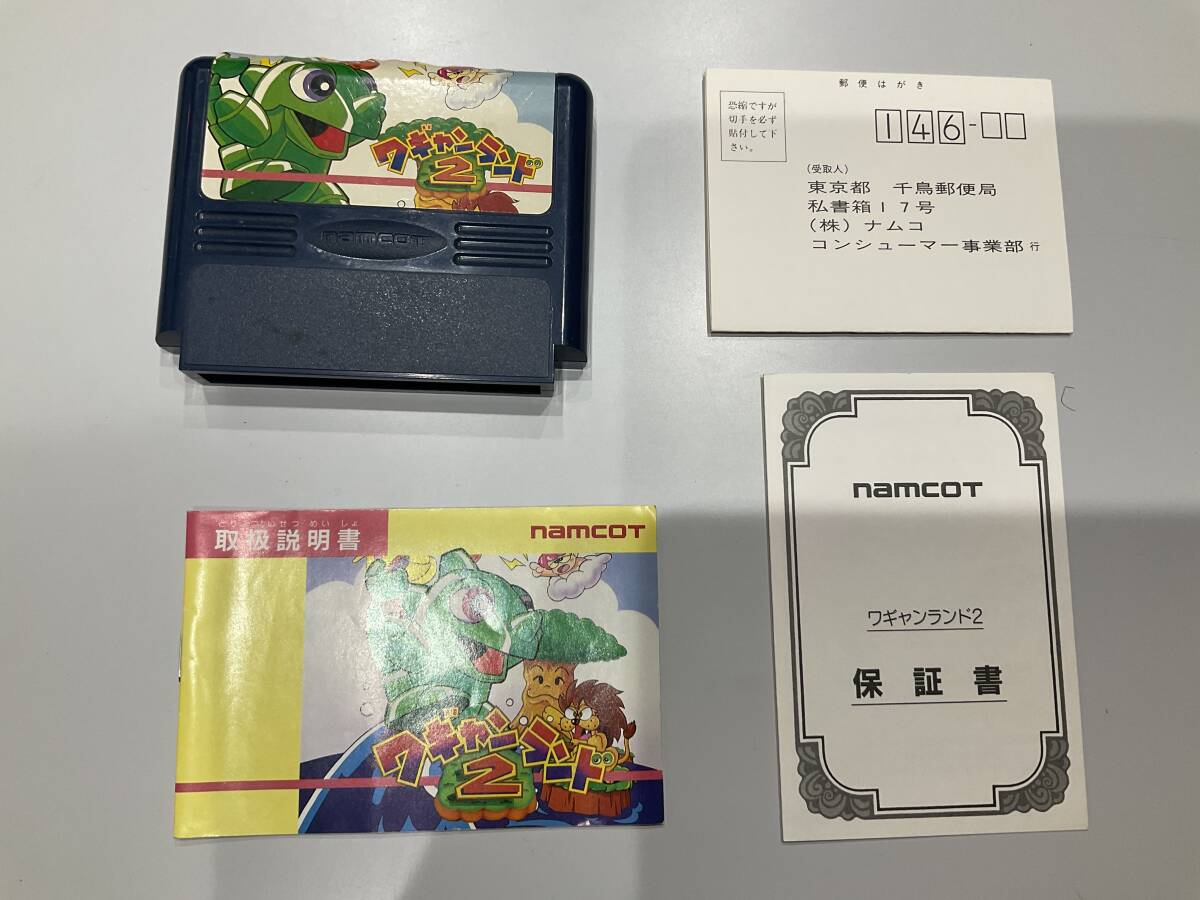 ワギャンランド
2
namcot
郵便はがき
恐縮ですが
切手を必ず
貼付して下
さい。
146-
(受取人)
東京都 千鳥郵便局
私書箱17号
(株)ナムコ
コンシューマー事業部 行
とりあつかいせつめいしょ
取扱説明書
namcot
ワギャンランド
2
namcot
ワギャンランド2
保証書